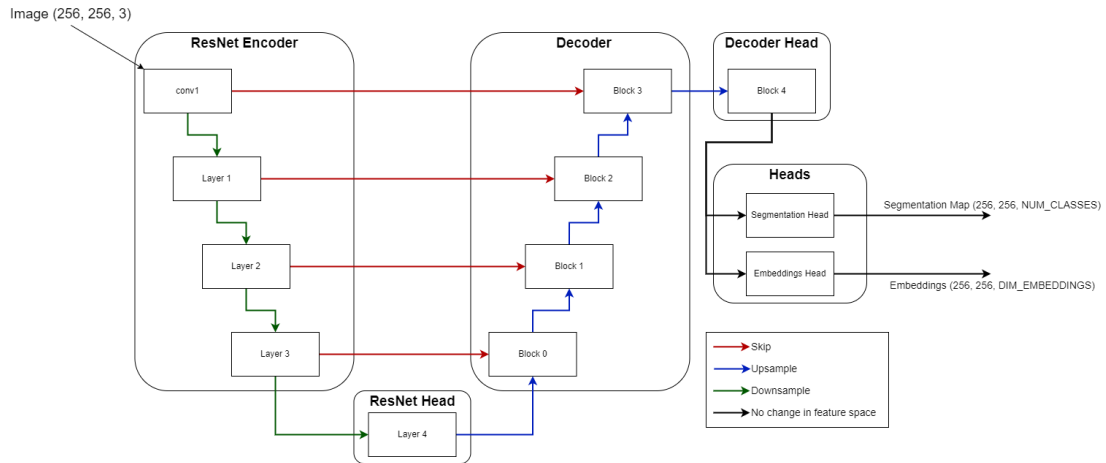 Image (256, 256, 3)
ResNet Encoder
Decoder
Decoder Head
conv1
Block 3
Block 4
Layer 1
Block 2
Heads
Segmentation Head
Segmentation Map (256, 256, NUM_CLASSES)
Layer 2
Block 1
Embeddings Head
Embeddings (256, 256, DIM_EMBEDDINGS)
Layer 3
Block 0
Skip
Upsample
Downsample
No change in feature space
ResNet Head
Layer 4